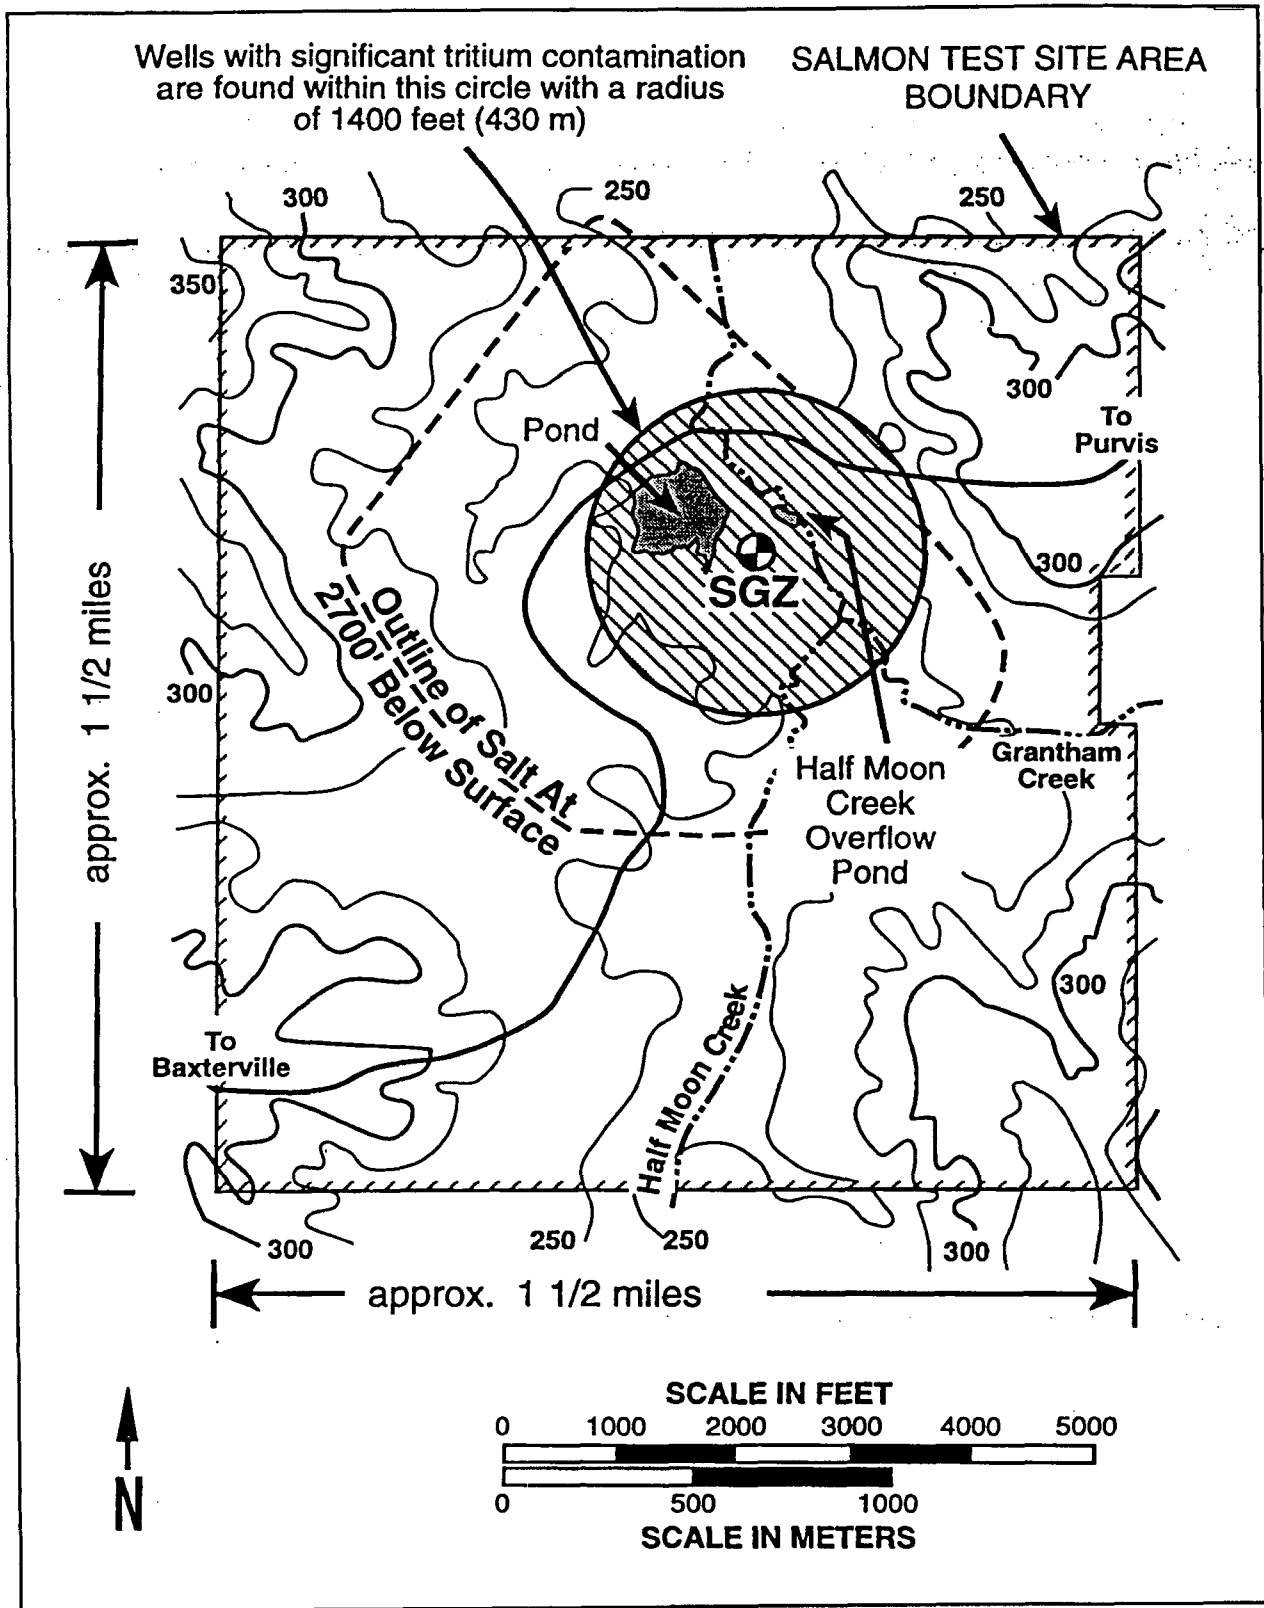 Wells with significant tritium contamination
are found within this circle with a radius
of 1400 feet (430 m)
SALMON TEST SITE AREA
BOUNDARY
300
250
250
350
300
To
Purvis
Pond
300
SGZ
Outline of Salt At
2700' Below Surface
300
approx. 1 1/2 miles
Grantham
Creek
Half Moon
Creek
Overflow
Pond
300
To
Baxterville
Half Moon Creek
300
250
250
300
approx. 1 1/2 miles
N
SCALE IN FEET
0 1000 2000 3000 4000 5000
0 500 1000
SCALE IN METERS